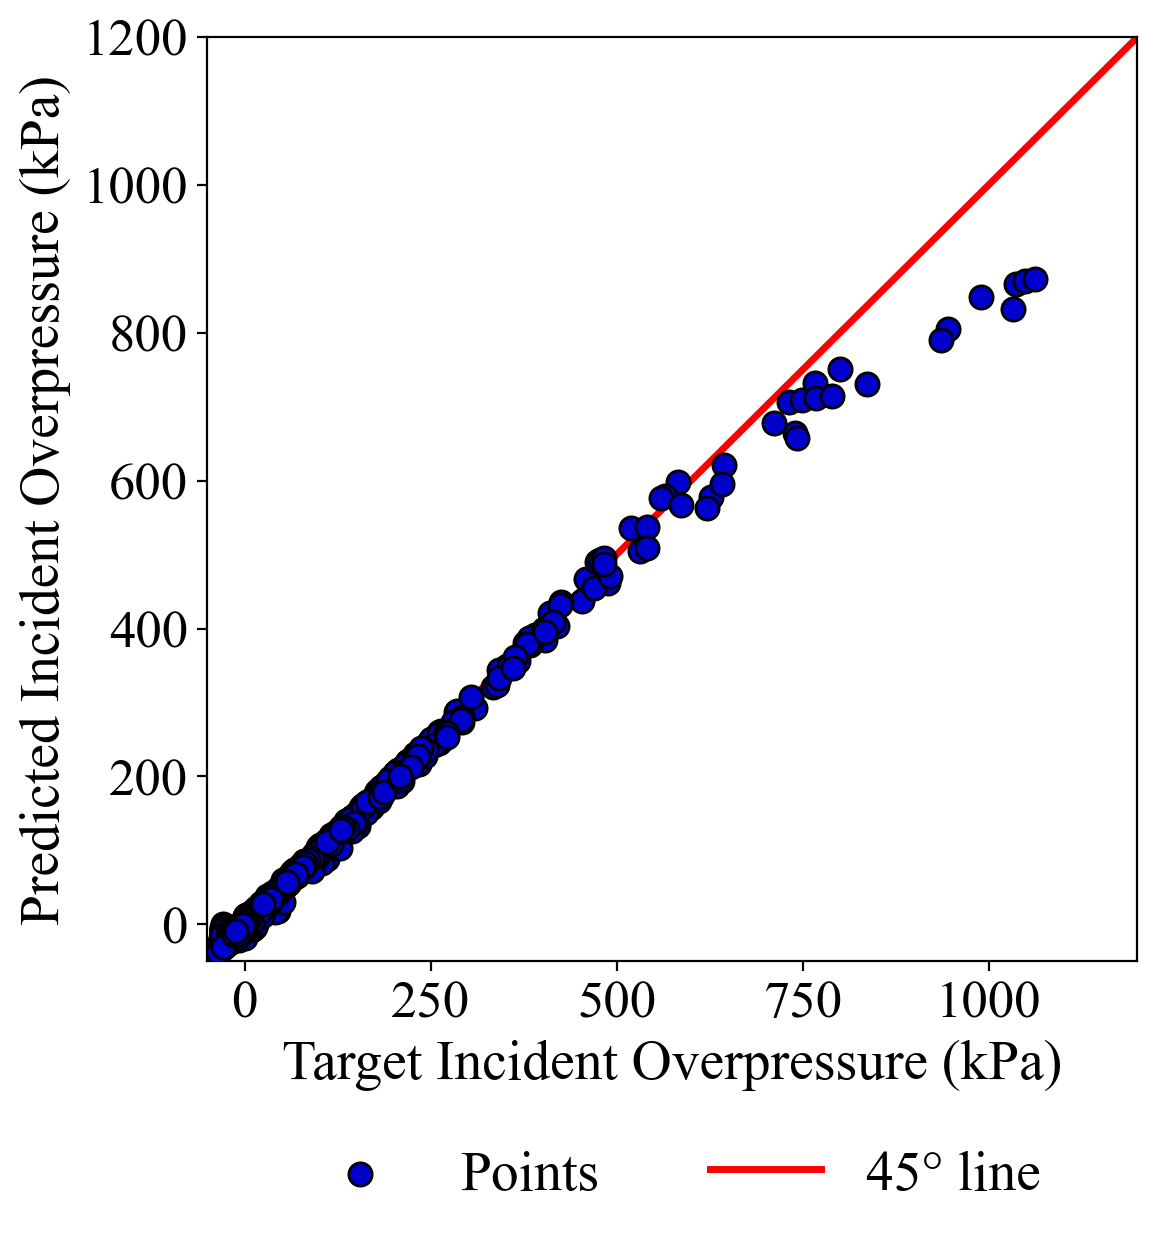 1200
1000
800
600
400
200
0
Predicted Incident Overpressure (kPa)
0 250 500 750 1000
Target Incident Overpressure (kPa)
Points 45° line